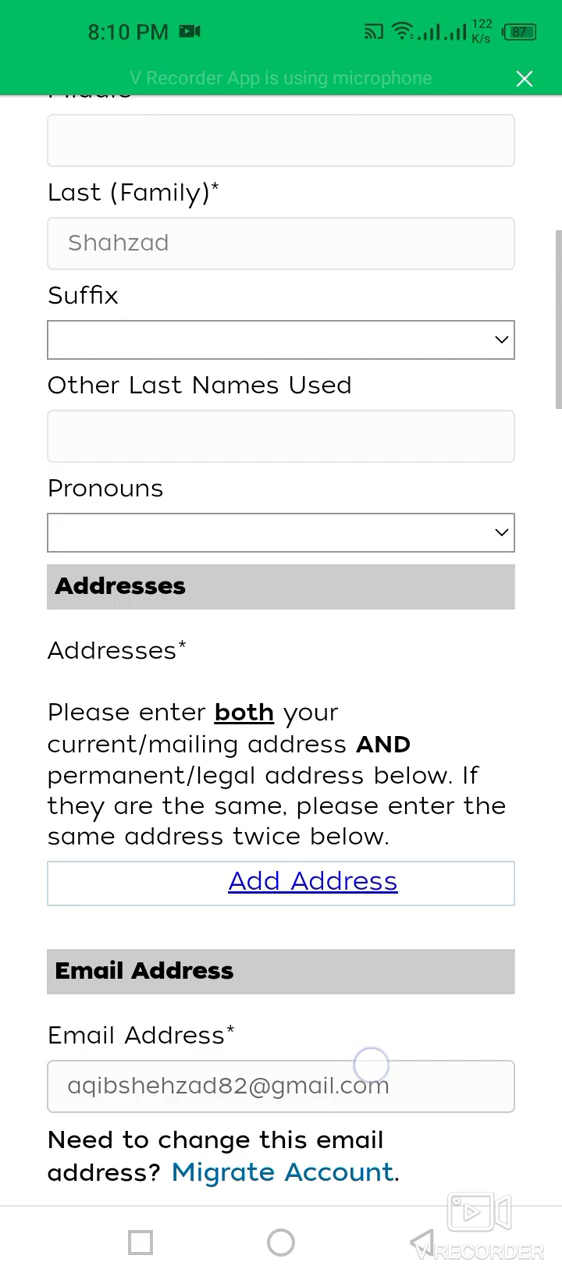 8:10 PM
122
K/s
87
V Recorder App is using microphone
Middle
Last (Family)*
Shahzad
Suffix
Other Last Names Used
Pronouns
Addresses
Addresses*
Please enter both your
current/mailing address AND
permanent/legal address below. If
they are the same, please enter the
same address twice below.
Add Address
Email Address
Email Address*
aqibshehzad82@gmail.com
Need to change this email
address? Migrate Account.
V RECORDER